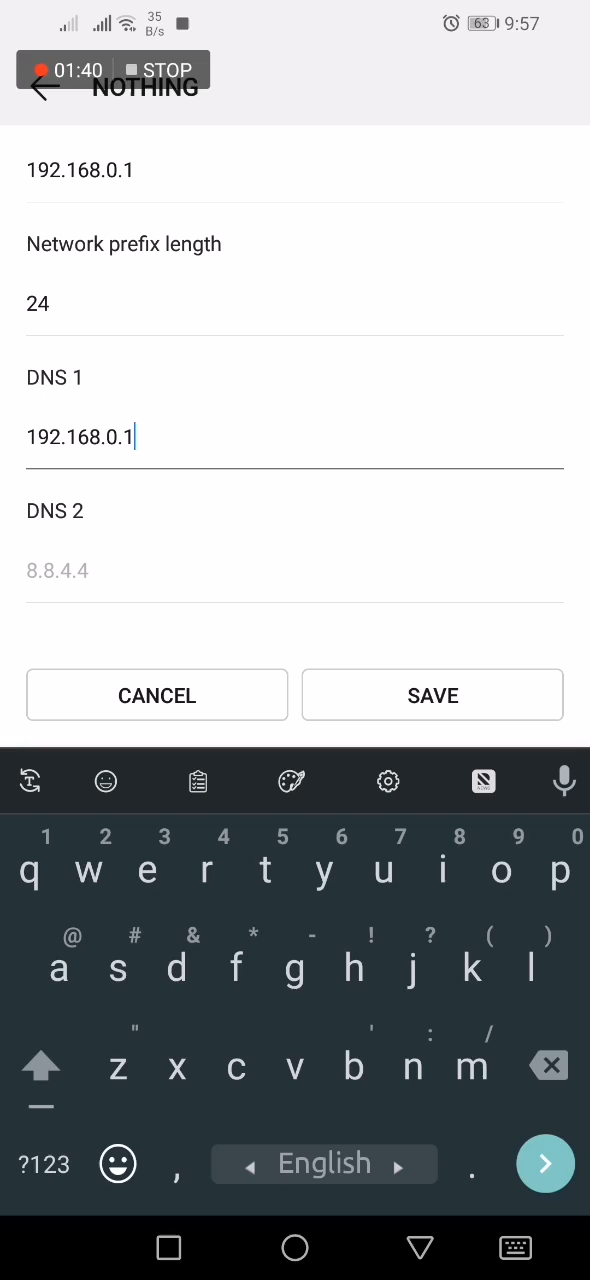 35 B/s 63 9:57
01:40 STOP
NOTHING
192.168.0.1
Network prefix length
24
DNS 1
192.168.0.1
DNS 2
8.8.4.4
CANCEL SAVE
1 2 3 4 5 6 7 8 9 0
q w e r t y u i o p
@ # & * - ! ? ( )
a s d f g h j k l
" ' : /
z x c v b n m
?123 , English .